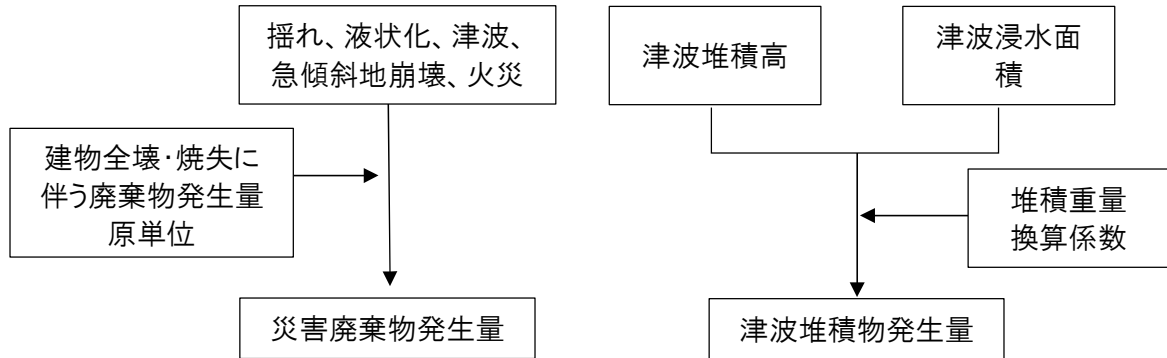 揺れ、液状化、津波、
急傾斜地崩壊、火災
建物全壊・焼失に
伴う廃棄物発生量
原単位
災害廃棄物発生量
津波堆積高
津波浸水面
積
堆積重量
換算係数
津波堆積物発生量